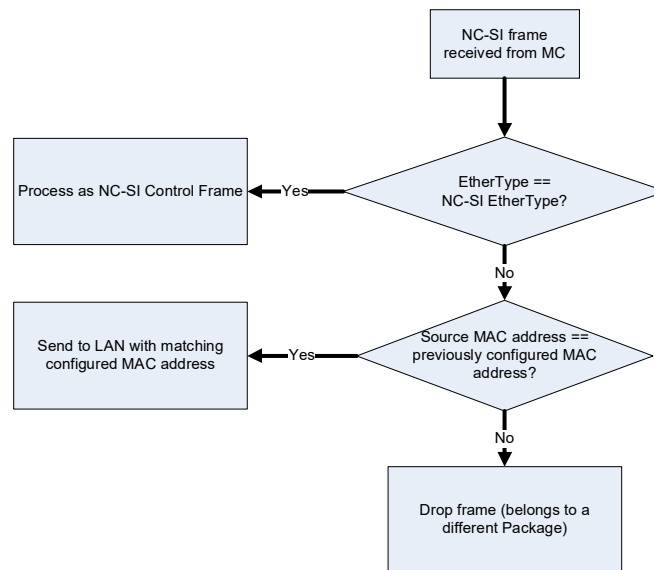 NC-SI frame
received from MC
EtherType ==
NC-SI EtherType?
Yes
Process as NC-SI Control Frame
No
Source MAC address ==
previously configured MAC
address?
Yes
Send to LAN with matching
configured MAC address
No
Drop frame (belongs to a
different Package)